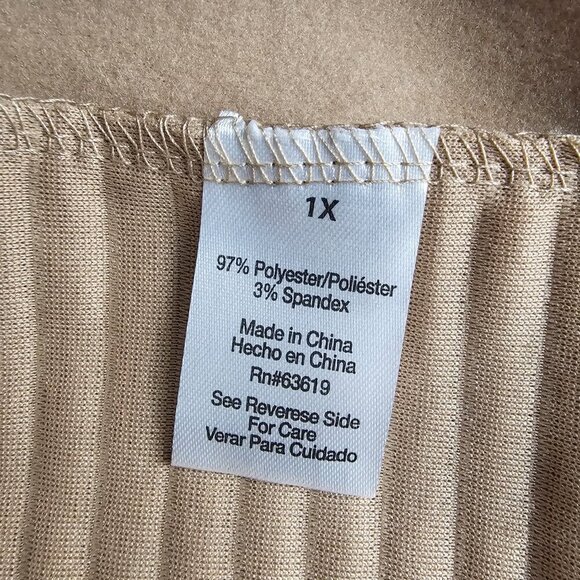 1X
97% Polyester/Poliéster
3% Spandex
Made in China
Hecho en China
Rn#63619
See Reverese Side
For Care
Verar Para Cuidado